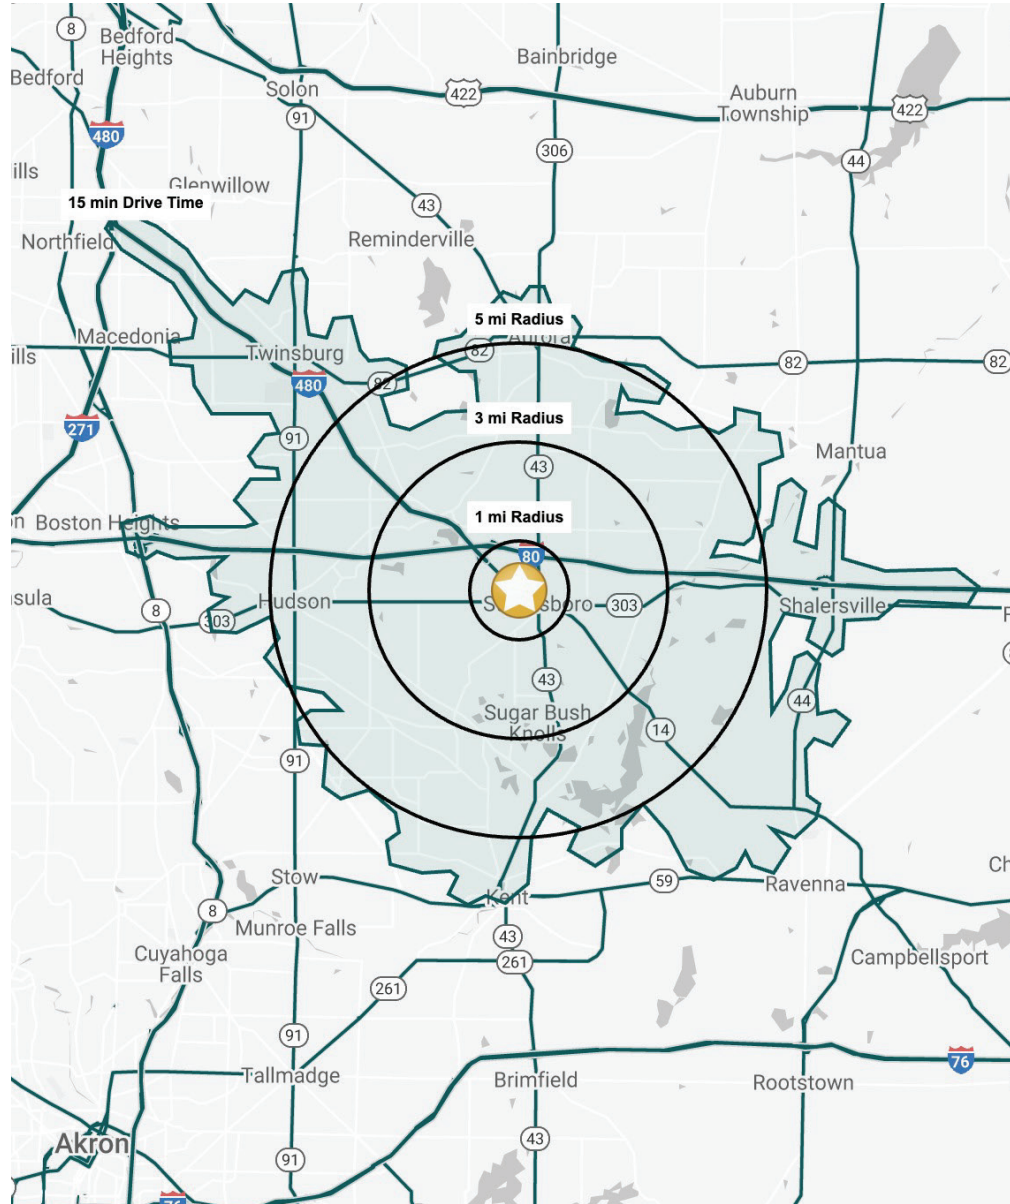 8
Bedford
Heights
Bainbridge
Bedford
Solon
422
Auburn
Township
422
91
480
306
44
ills
Glenwillow
15 min Drive Time
43
Northfield
Reminderville
5 mi Radius
Macedonia
Aurora
ills
Twinsburg
82
82
82
480
82
3 mi Radius
271
91
Mantua
43
1 mi Radius
Boston Heights
80
Hudson
303
Shalersville
8
303
43
44
Sugar Bush
Knolls
14
91
Stow
59
Ravenna
Kent
8
Munroe Falls
43
Cuyahoga
Falls
261
Campbellsport
261
91
76
Tallmadge
Brimfield
Rootstown
Akron
43
91
76